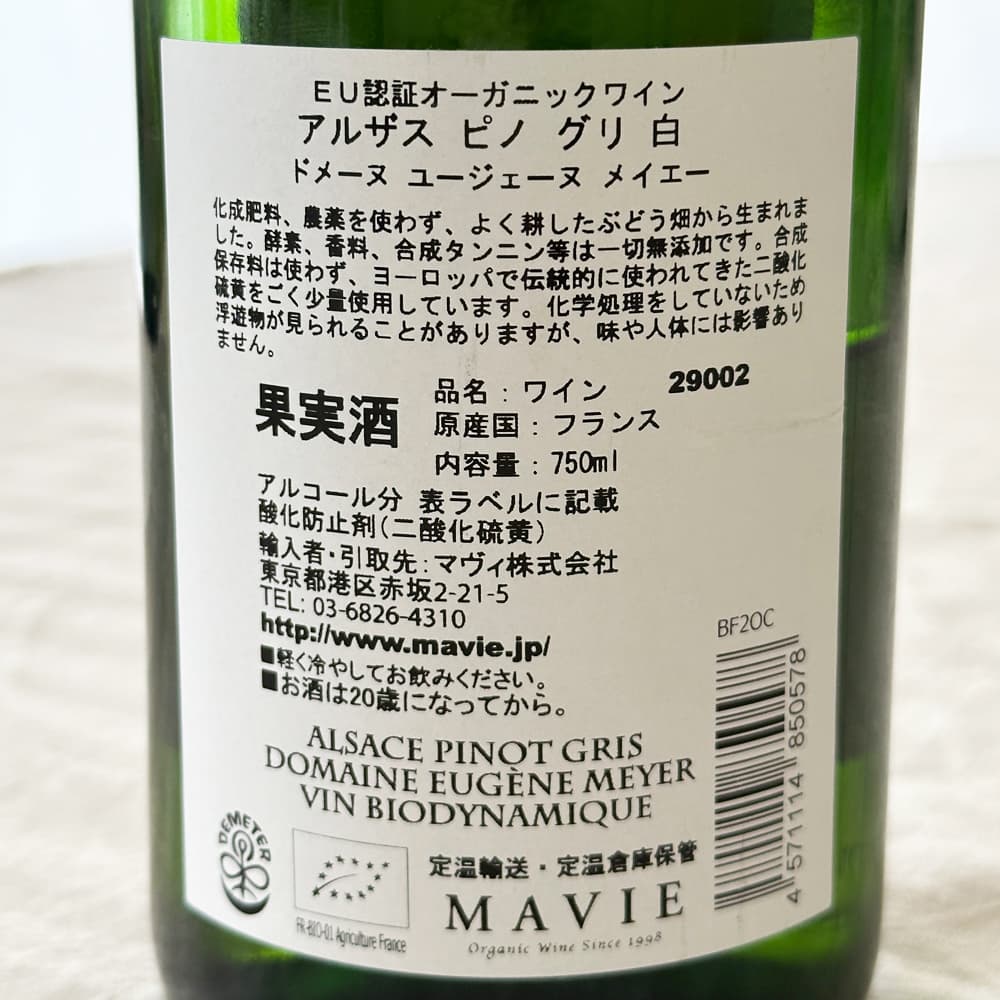 EU認証オーガニックワイン
アルザス ピノ グリ 白
ドメーヌ ユージェーヌ メイエー
化成肥料、農薬を使わず、よく耕したぶどう畑から生まれま
した。酵素、香料、合成タンニン等は一切無添加です。合成
保存料は使わず、ヨーロッパで伝統的に使われてきた二酸化
硫黄をごく少量使用しています。化学処理をしていないため
浮遊物が見られることがありますが、味や人体には影響あり
ません。
果実酒
品名：ワイン 29002
原産国：フランス
内容量：750ml
アルコール分 表ラベルに記載
酸化防止剤(二酸化硫黄)
輸入者・引取先：マヴィ株式会社
東京都港区赤坂2-21-5
TEL: 03-6826-4310
http://www.mavie.jp/
■軽く冷やしてお飲みください。
■お酒は20歳になってから。
BF20C
4 571114 850578
ALSACE PINOT GRIS
DOMAINE EUGÈNE MEYER
VIN BIODYNAMIQUE
DEMETER
FR-BIO-01 Agriculture France
定温輸送・定温倉庫保管
MAVIE
Organic Wine Since 1998